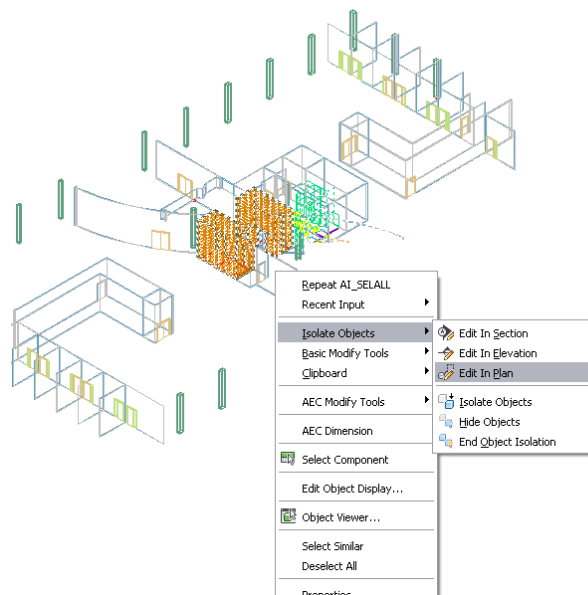 Repeat AI_SELALL
Recent Input
Isolate Objects
Basic Modify Tools
Clipboard
AEC Modify Tools
AEC Dimension
Select Component
Edit Object Display...
Object Viewer...
Select Similar
Deselect All
Properties
Edit In Section
Edit In Elevation
Edit In Plan
Isolate Objects
Hide Objects
End Object Isolation